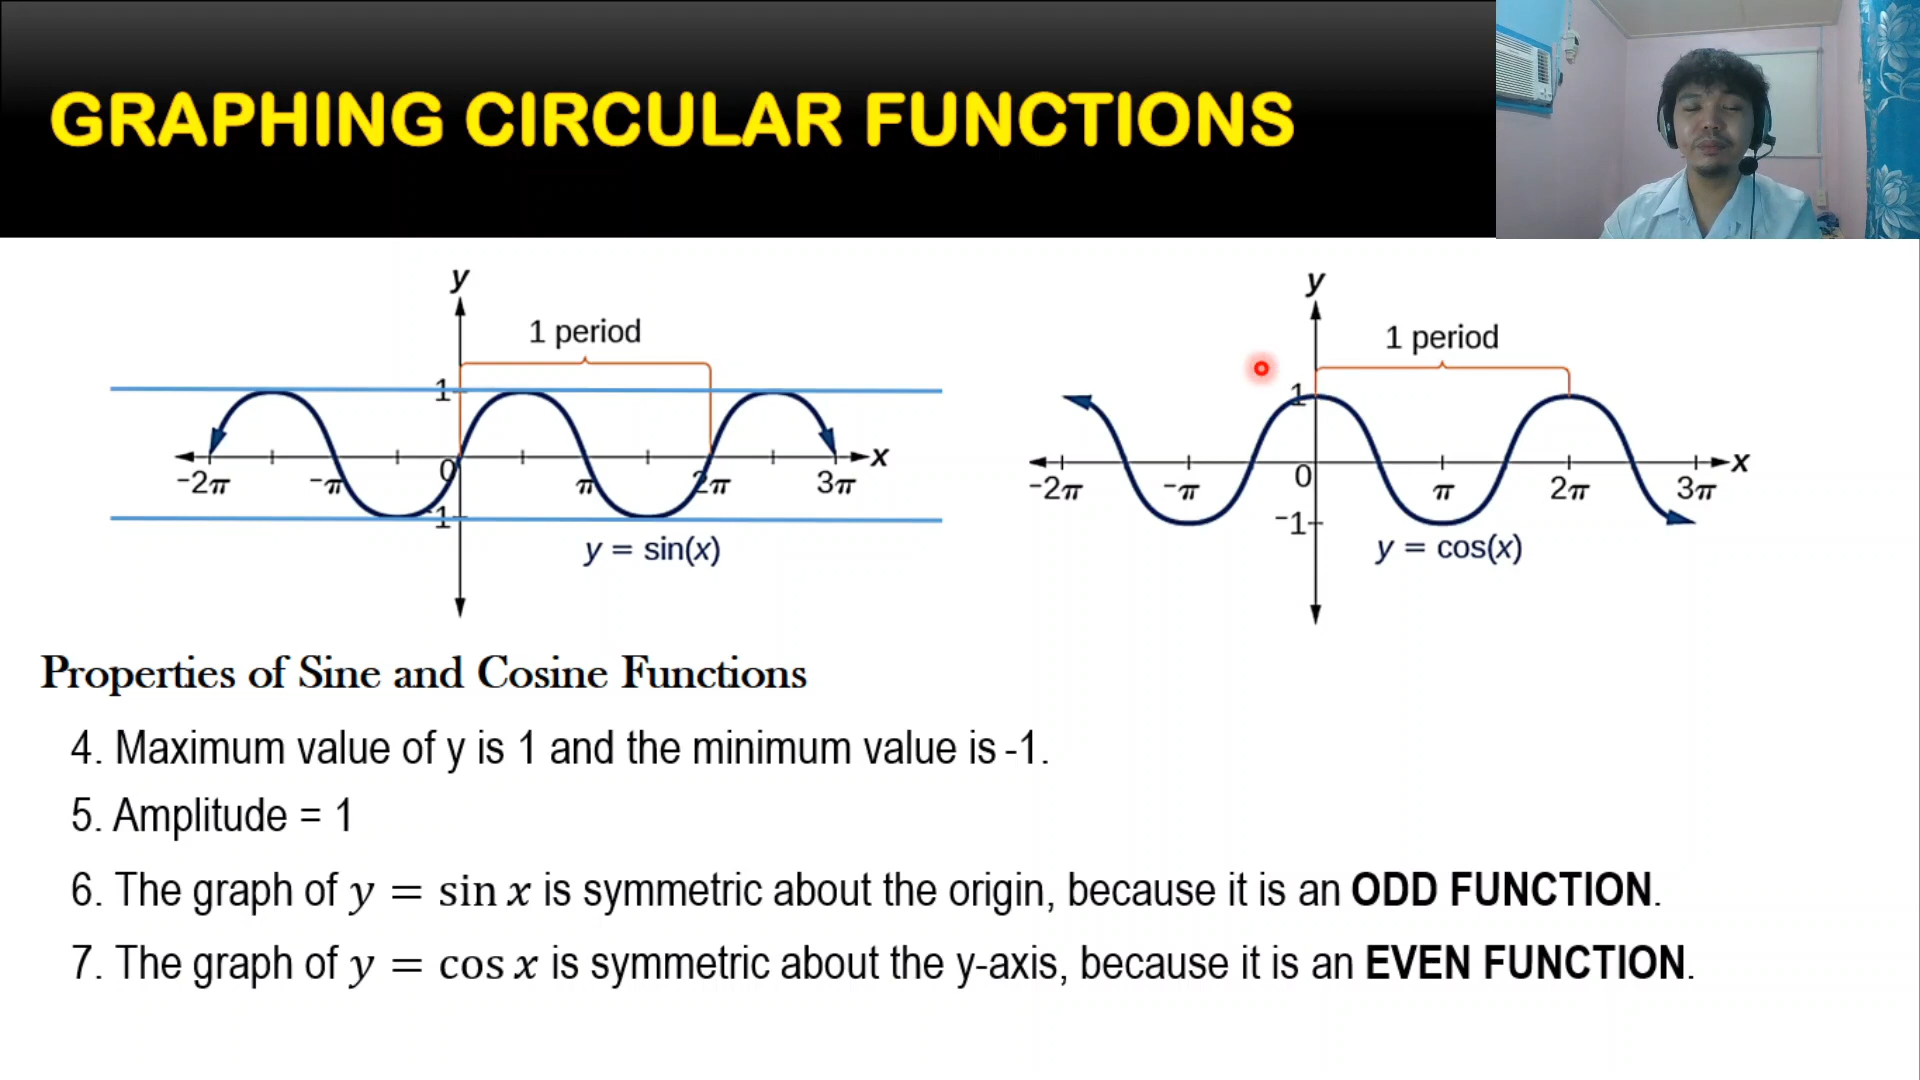 GRAPHING CIRCULAR FUNCTIONS
y
1 period
1
0
x
-2π
-π
π
2π
3π
-1
y = sin(x)
y
1 period
1
0
x
-2π
-π
π
2π
3π
-1
y = cos(x)
Properties of Sine and Cosine Functions
4. Maximum value of y is 1 and the minimum value is -1.
5. Amplitude = 1
6. The graph of y = sin x is symmetric about the origin, because it is an ODD FUNCTION.
7. The graph of y = cos x is symmetric about the y-axis, because it is an EVEN FUNCTION.